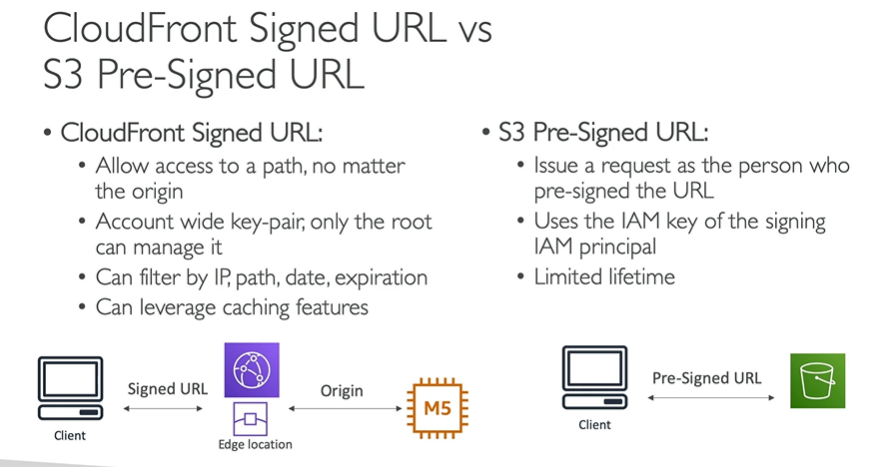 CloudFront Signed URL vs
S3 Pre-Signed URL
• CloudFront Signed URL:
• Allow access to a path, no matter
the origin
• Account wide key-pair, only the root
can manage it
• Can filter by IP, path, date, expiration
• Can leverage caching features
• S3 Pre-Signed URL:
• Issue a request as the person who
pre-signed the URL
• Uses the IAM key of the signing
IAM principal
• Limited lifetime
Signed URL
Origin
M5
Client
Edge location
Pre-Signed URL
Client